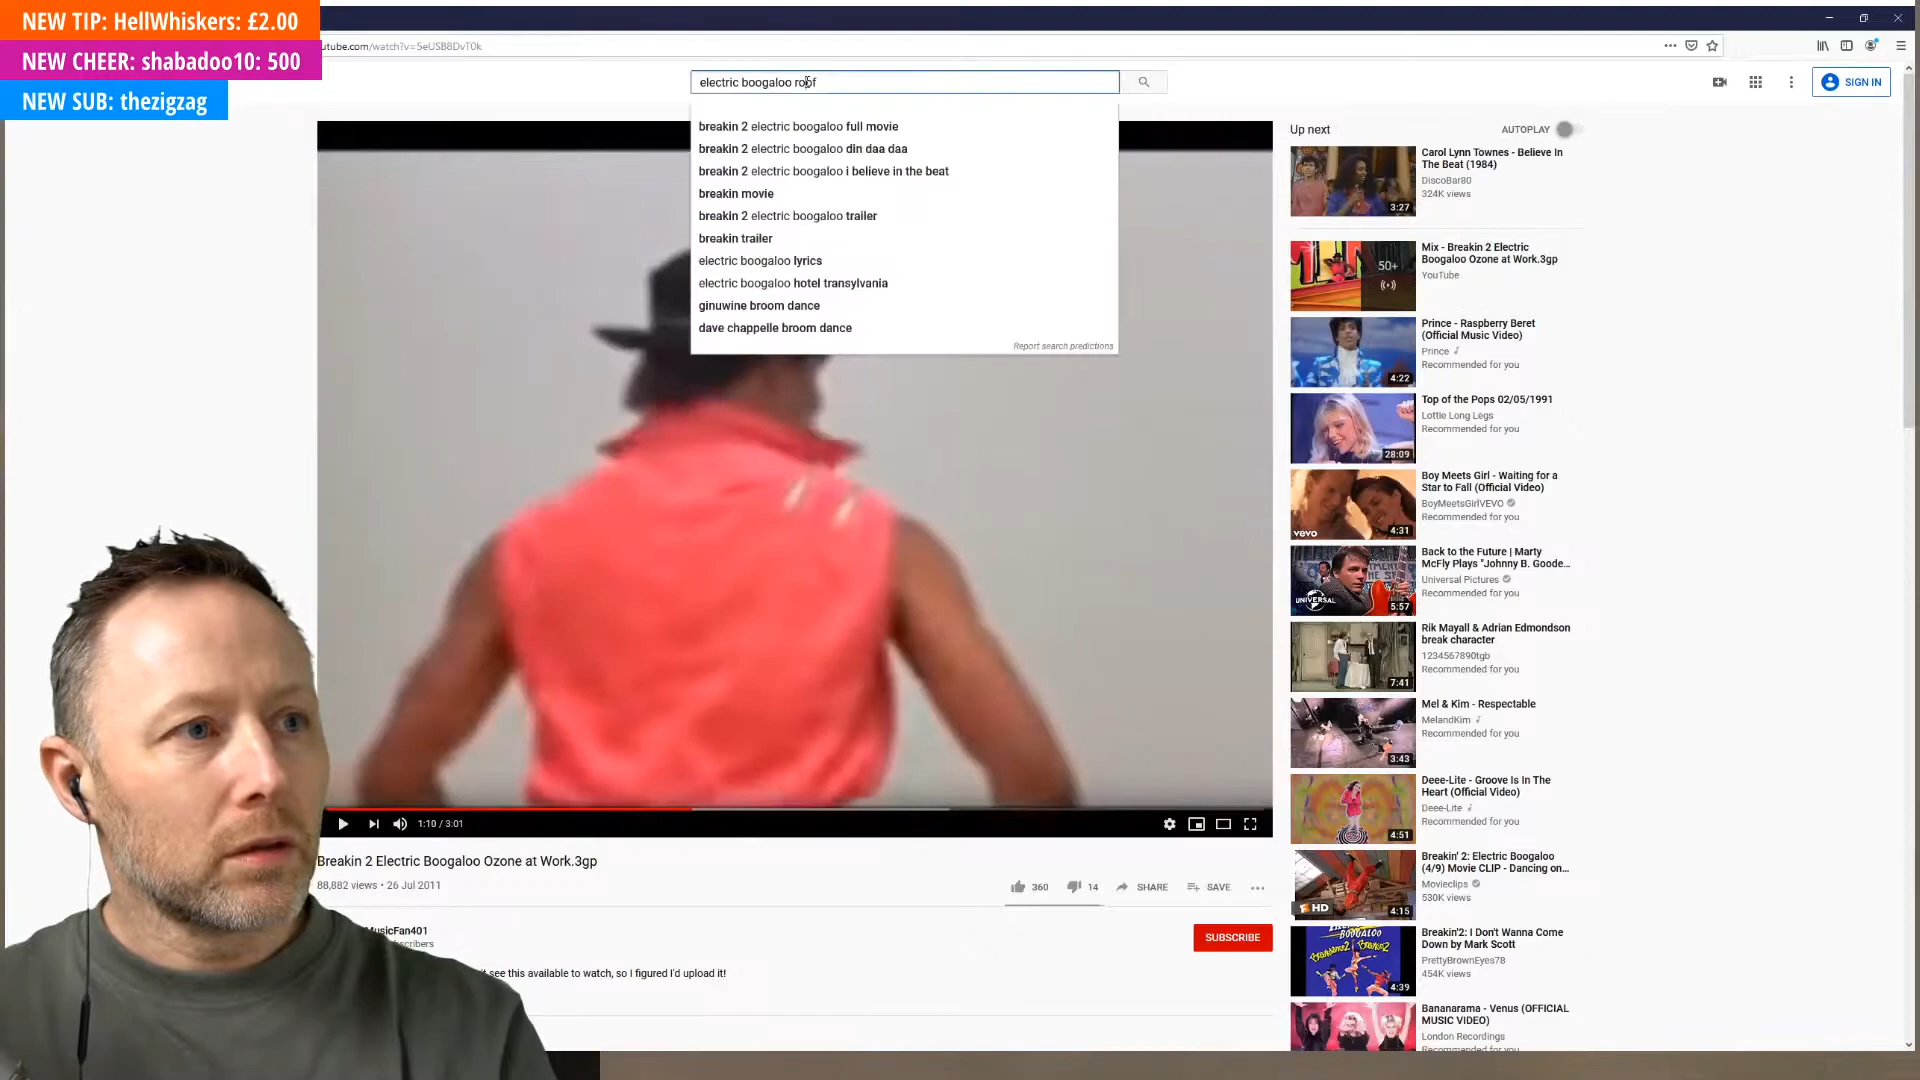 NEW TIP: HellWhiskers: £2.00
NEW CHEER: shabadoo10: 500
NEW SUB: thezigzag
utube.com/watch?v=5eUSB8DvT0k
electric boogaloo roof
SIGN IN
breakin 2 electric boogaloo full movie
breakin 2 electric boogaloo din daa daa
breakin 2 electric boogaloo i believe in the beat
breakin movie
breakin 2 electric boogaloo trailer
breakin trailer
electric boogaloo lyrics
electric boogaloo hotel transylvania
ginuwine broom dance
dave chappelle broom dance
Report search predictions
1:10 / 3:01
Breakin 2 Electric Boogaloo Ozone at Work.3gp
88,882 views • 26 Jul 2011
360
14
SHARE
SAVE
MusicFan401
SUBSCRIBE
see this available to watch, so i figured I'd upload it!
Up next
AUTOPLAY
Carol Lynn Townes - Believe In
The Beat (1984)
DiscoBar80
324K views
3:27
Mix - Breakin 2 Electric
Boogaloo Ozone at Work.3gp
YouTube
50+
Prince - Raspberry Beret
(Official Music Video)
Prince
Recommended for you
4:22
Top of the Pops 02/05/1991
Lottie Long Legs
Recommended for you
28:09
Boy Meets Girl - Waiting for a
Star to Fall (Official Video)
BoyMeetsGirlVEVO
Recommended for you
vevo
4:31
Back to the Future | Marty
McFly Plays "Johnny B. Goode...
Universal Pictures
Recommended for you
UNIVERSAL
5:57
Rik Mayall & Adrian Edmondson
break character
1234567890tgb
Recommended for you
7:41
Mel & Kim - Respectable
MelandKim
Recommended for you
3:43
Deee-Lite - Groove Is In The
Heart (Official Video)
Deee-Lite
Recommended for you
4:51
Breakin' 2: Electric Boogaloo
(4/9) Movie CLIP - Dancing on...
Movieclips
530K views
HD
4:15
Breakin'2: I Don't Wanna Come
Down by Mark Scott
PrettyBrownEyes78
454K views
BOOGALOO
4:39
Bananarama - Venus (OFFICIAL
MUSIC VIDEO)
London Recordings
Recommended for you